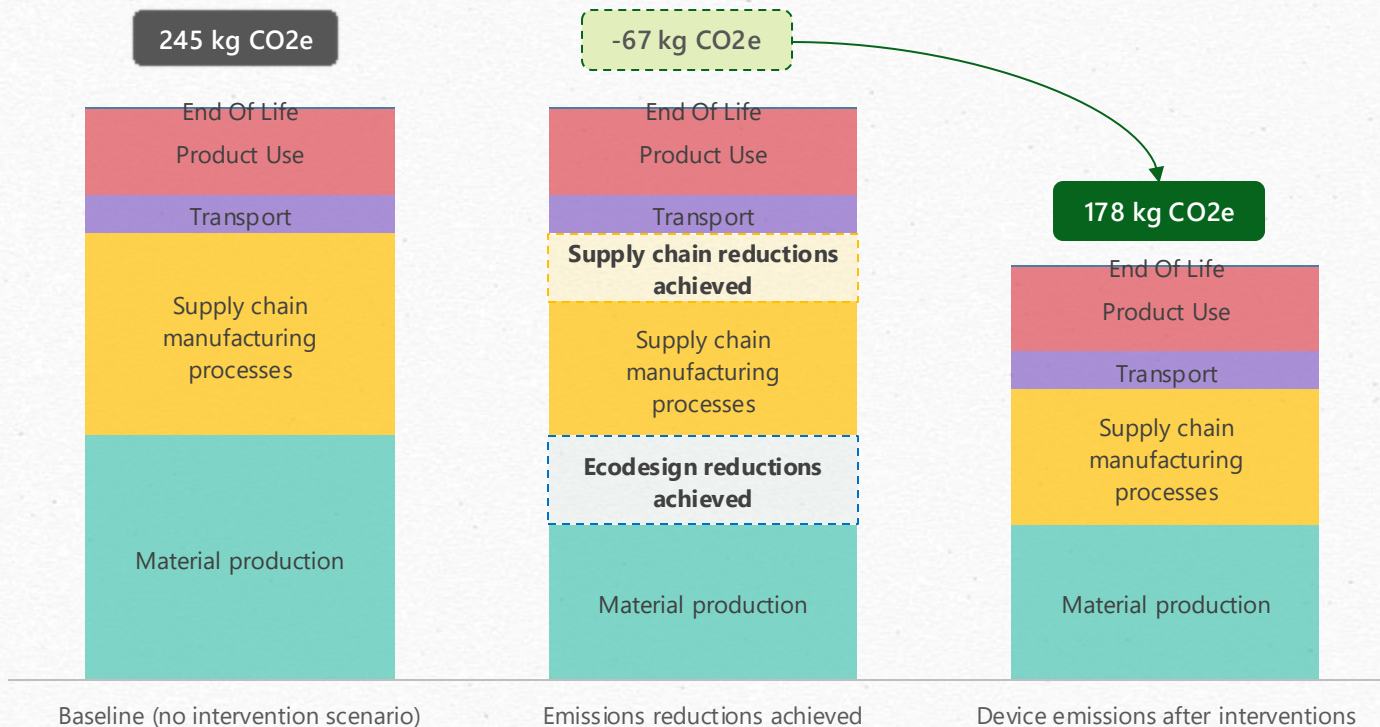 245 kg CO2e
End Of Life
Product Use
Transport
Supply chain
manufacturing
processes
Material production
Baseline (no intervention scenario)
-67 kg CO2e
End Of Life
Product Use
Transport
Supply chain reductions
achieved
Supply chain
manufacturing
processes
Ecodesign reductions
achieved
Material production
Emissions reductions achieved
178 kg CO2e
End Of Life
Product Use
Transport
Supply chain
manufacturing
processes
Material production
Device emissions after interventions